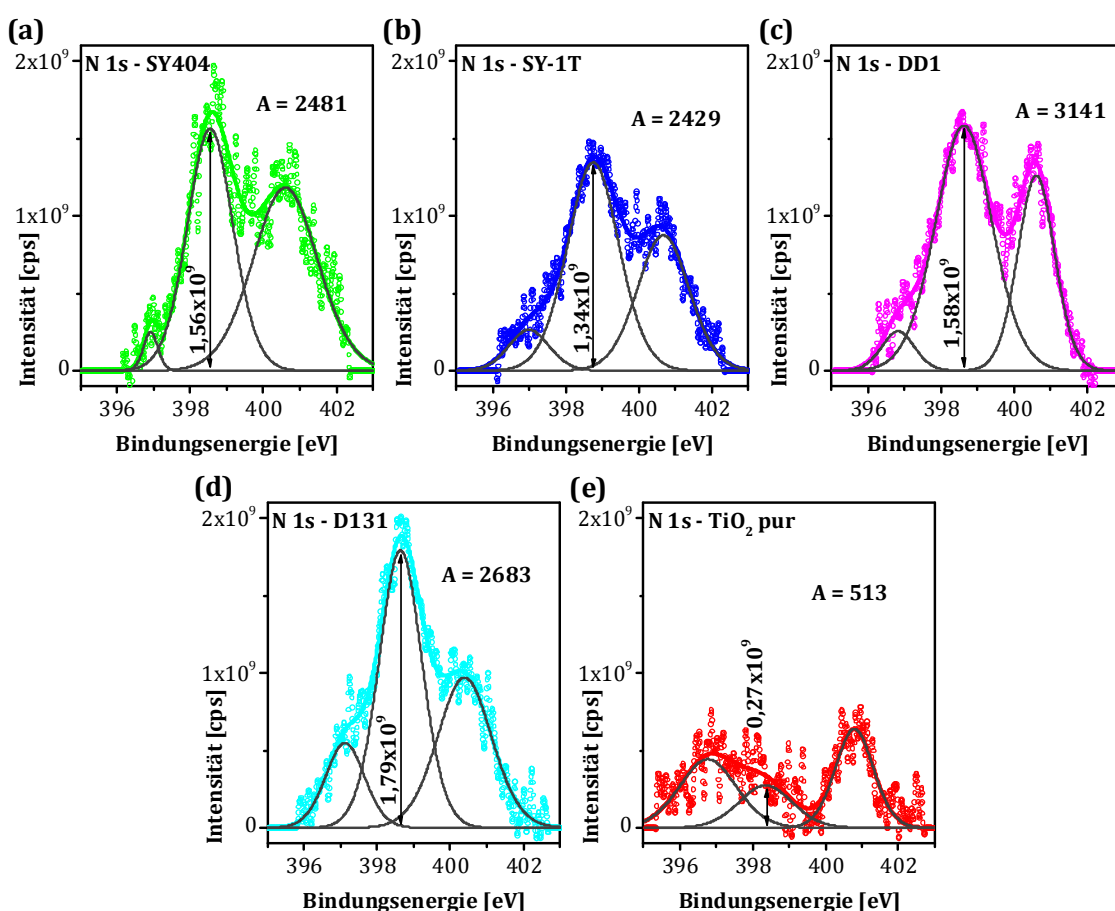 (a)
N 1s - SY404
A = 2481
1,56x10⁹
2x10⁹
1x10⁹
0
Intensität [cps]
396 398 400 402
Bindungsenergie [eV]
(b)
N 1s - SY-1T
A = 2429
1,34x10⁹
2x10⁹
1x10⁹
0
Intensität [cps]
396 398 400 402
Bindungsenergie [eV]
(c)
N 1s - DD1
A = 3141
1,58x10⁹
2x10⁹
1x10⁹
0
Intensität [cps]
396 398 400 402
Bindungsenergie [eV]
(d)
N 1s - D131
A = 2683
1,79x10⁹
2x10⁹
1x10⁹
0
Intensität [cps]
396 398 400 402
Bindungsenergie [eV]
(e)
N 1s - TiO₂ pur
A = 513
0,27x10⁹
2x10⁹
1x10⁹
0
Intensität [cps]
396 398 400 402
Bindungsenergie [eV]